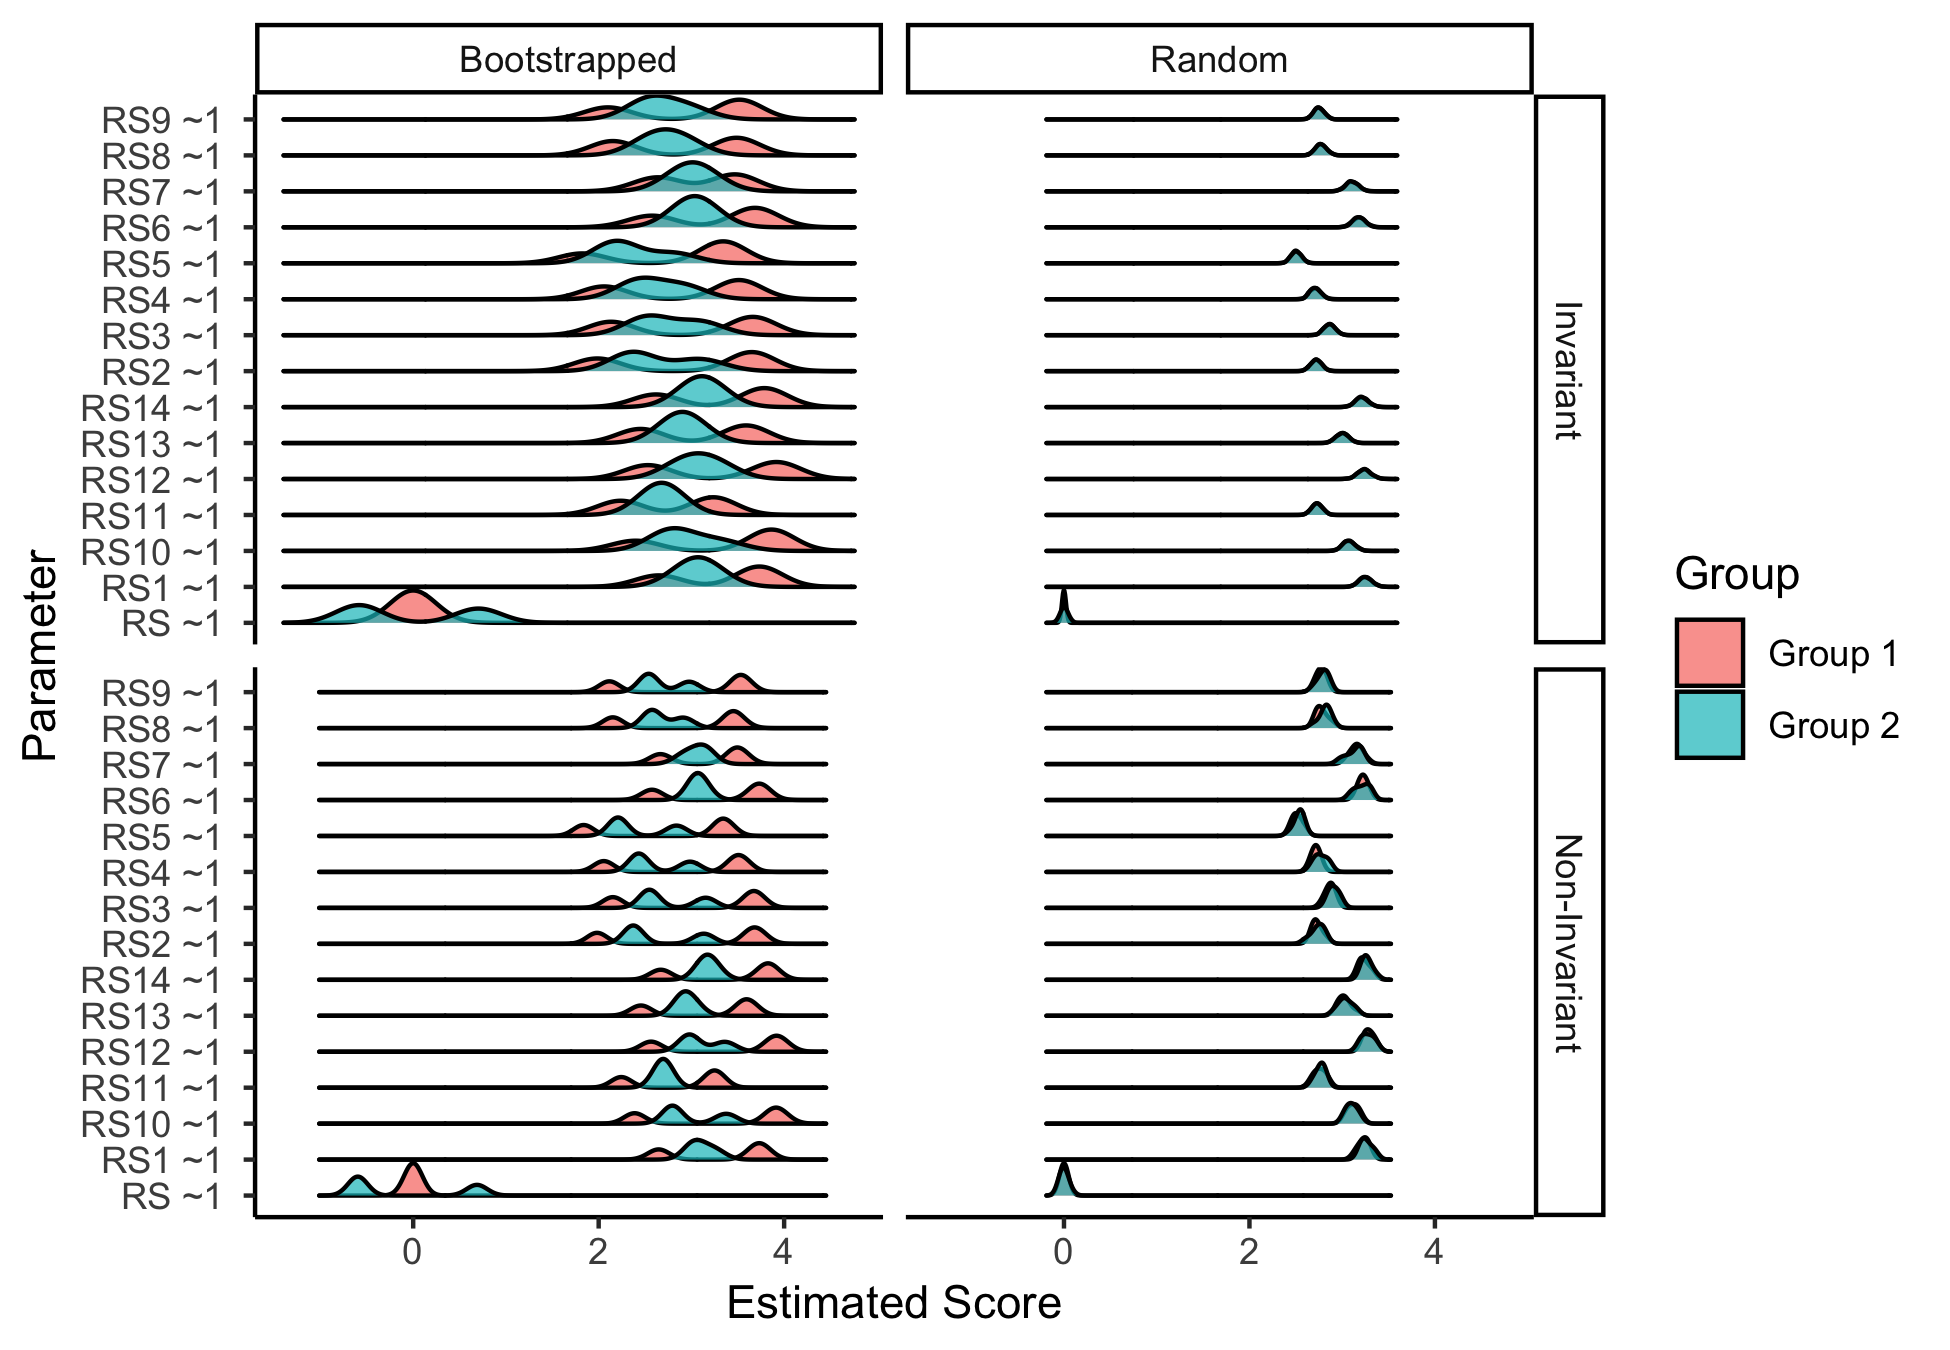 Bootstrapped
Random
RS9 ~1
RS8 ~1
RS7 ~1
RS6 ~1
RS5 ~1
RS4 ~1
RS3 ~1
RS2 ~1
RS14 ~1
RS13 ~1
RS12 ~1
RS11 ~1
RS10 ~1
RS1 ~1
RS ~1
Invariant
RS9 ~1
RS8 ~1
RS7 ~1
RS6 ~1
RS5 ~1
RS4 ~1
RS3 ~1
RS2 ~1
RS14 ~1
RS13 ~1
RS12 ~1
RS11 ~1
RS10 ~1
RS1 ~1
RS ~1
Non-Invariant
Parameter
0 2 4
0 2 4
Estimated Score
Group
Group 1
Group 2